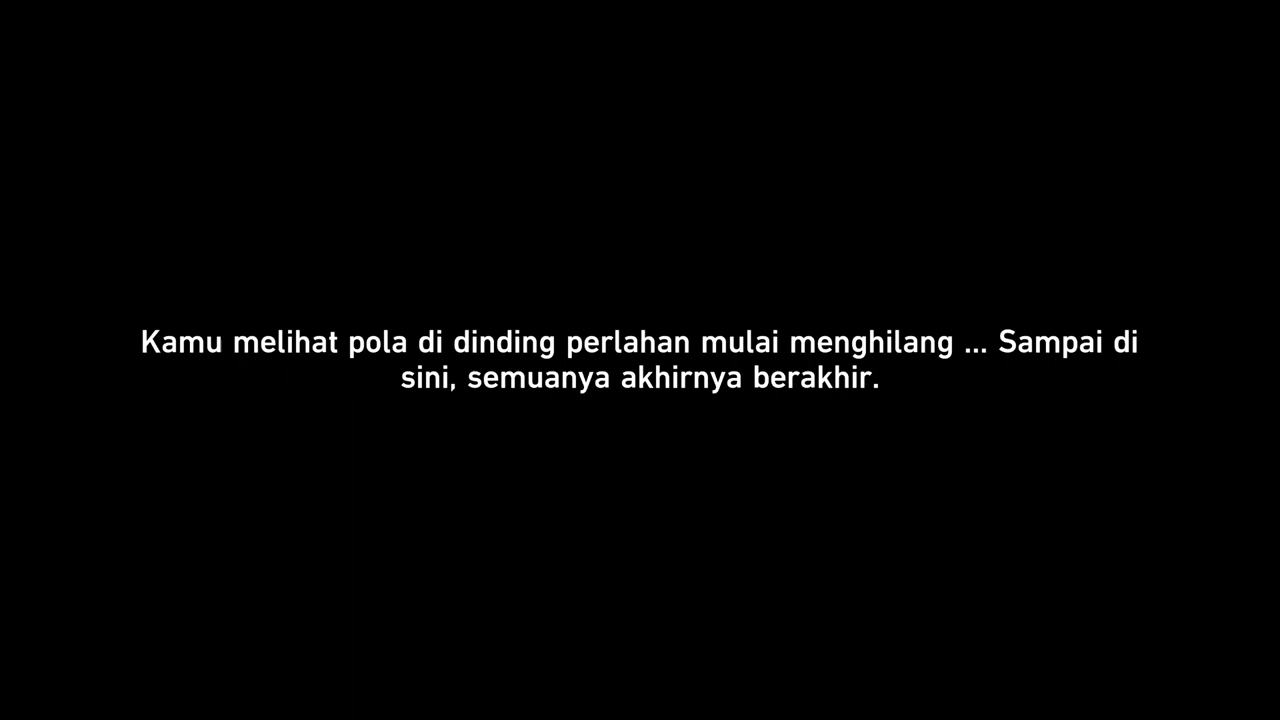 Kamu melihat pola di dinding perlahan mulai menghilang ... Sampai di
sini, semuanya akhirnya berakhir.